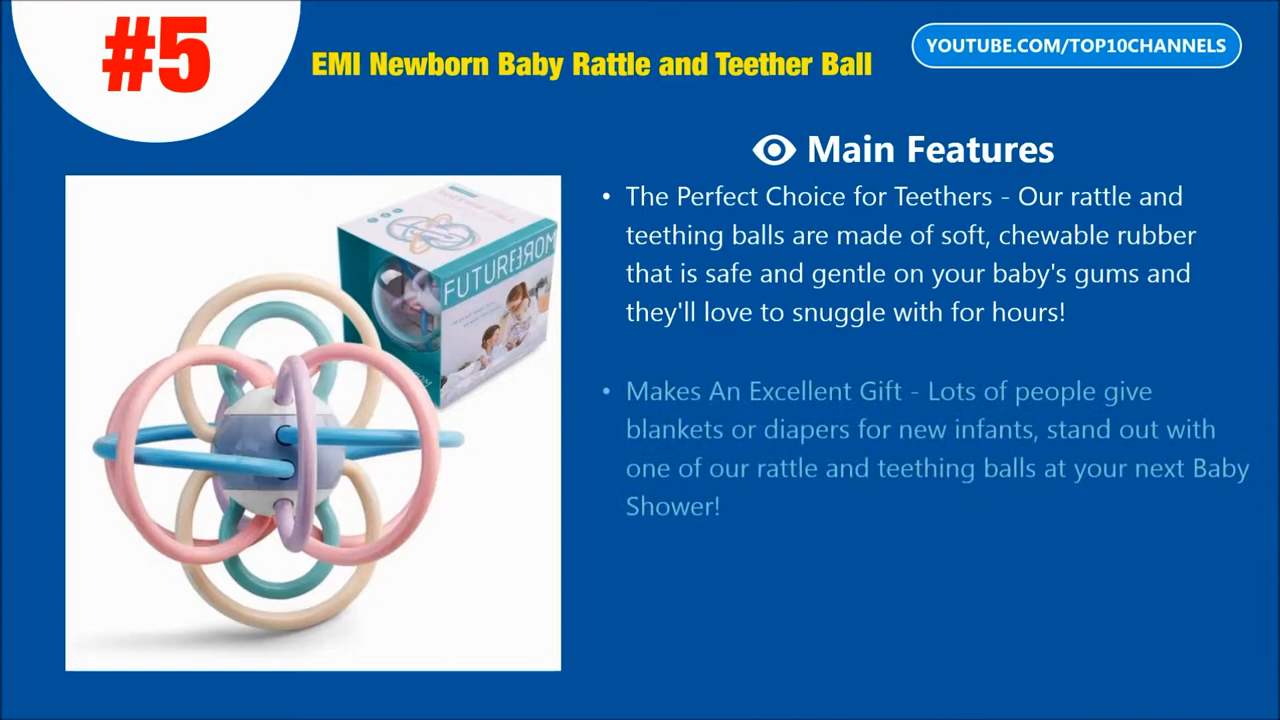 #5
EMI Newborn Baby Rattle and Teether Ball
YOUTUBE.COM/TOP10CHANNELS
Main Features
• The Perfect Choice for Teethers - Our rattle and
teething balls are made of soft, chewable rubber
that is safe and gentle on your baby's gums and
they'll love to snuggle with for hours!
• Makes An Excellent Gift - Lots of people give
blankets or diapers for new infants, stand out with
one of our rattle and teething balls at your next Baby
Shower!